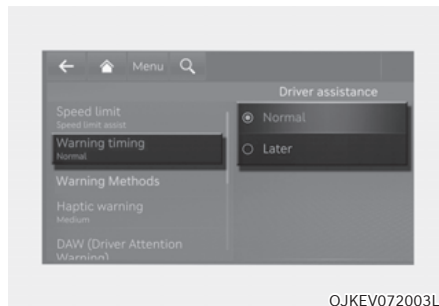 Menu
Driver assistance
Speed limit
Speed limit assist
Warning timing
Normal
Warning Methods
Haptic warning
Medium
DAW (Driver Attention
Warning)
Normal
Later
OJKEV072003L